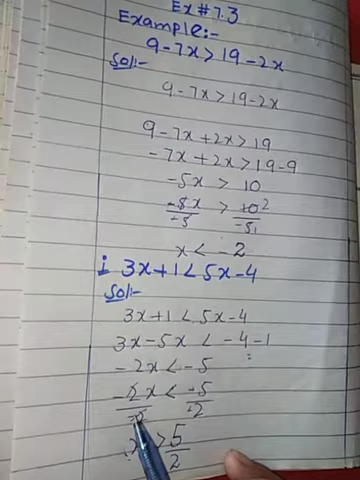 Ex # 7.3
Example:-
9-7x > 19-2x
Sol:-
9-7x > 19-2x
9-7x+2x > 19
-7x+2x > 19-9
-5x > 10
-5x/-5 > 10 2/-5 1
x < -2
i 3x+1 < 5x-4
Sol:-
3x+1 < 5x-4
3x-5x < -4-1
-2x < -5
-2x/-2 < -5/-2
x > 5/2